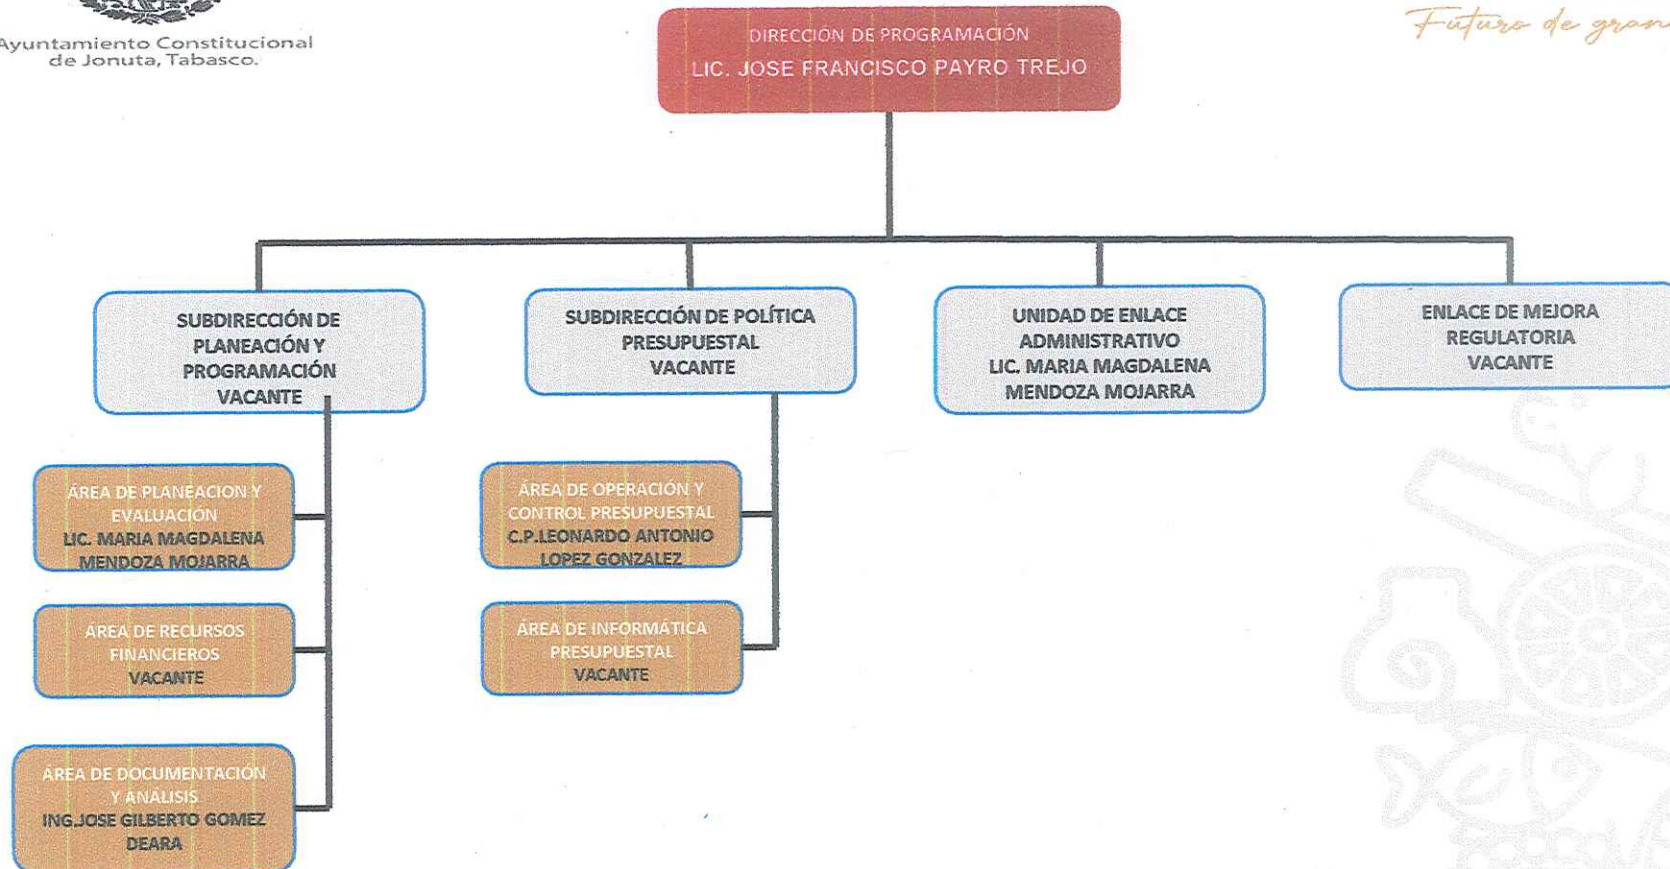 Ayuntamiento Constitucional
de Jonuta, Tabasco.
Futuro de
DIRECCIÓN DE PROGRAMACIÓN
LIC. JOSE FRANCISCO PAYRO TREJO
SUBDIRECCIÓN DE
PLANEACIÓN Y
PROGRAMACIÓN
VACANTE
SUBDIRECCIÓN DE POLÍTICA
PRESUPUESTAL
VACANTE
UNIDAD DE ENLACE
ADMINISTRATIVO
LIC. MARIA MAGDALENA
MENDOZA MOJARRA
ENLACE DE MEJORA
REGULATORIA
VACANTE
ÁREA DE PLANEACION Y
EVALUACIÓN
LIC. MARIA MAGDALENA
MENDOZA MOJARRA
ÁREA DE RECURSOS
FINANCIEROS
VACANTE
ÁREA DE DOCUMENTACIÓN
Y ANÁLISIS
ING.JOSE GILBERTO GOMEZ
DEARA
ÁREA DE OPERACIÓN Y
CONTROL PRESUPUESTAL
C.P.LEONARDO ANTONIO
LOPEZ GONZALEZ
ÁREA DE INFORMÁTICA
PRESUPUESTAL
VACANTE